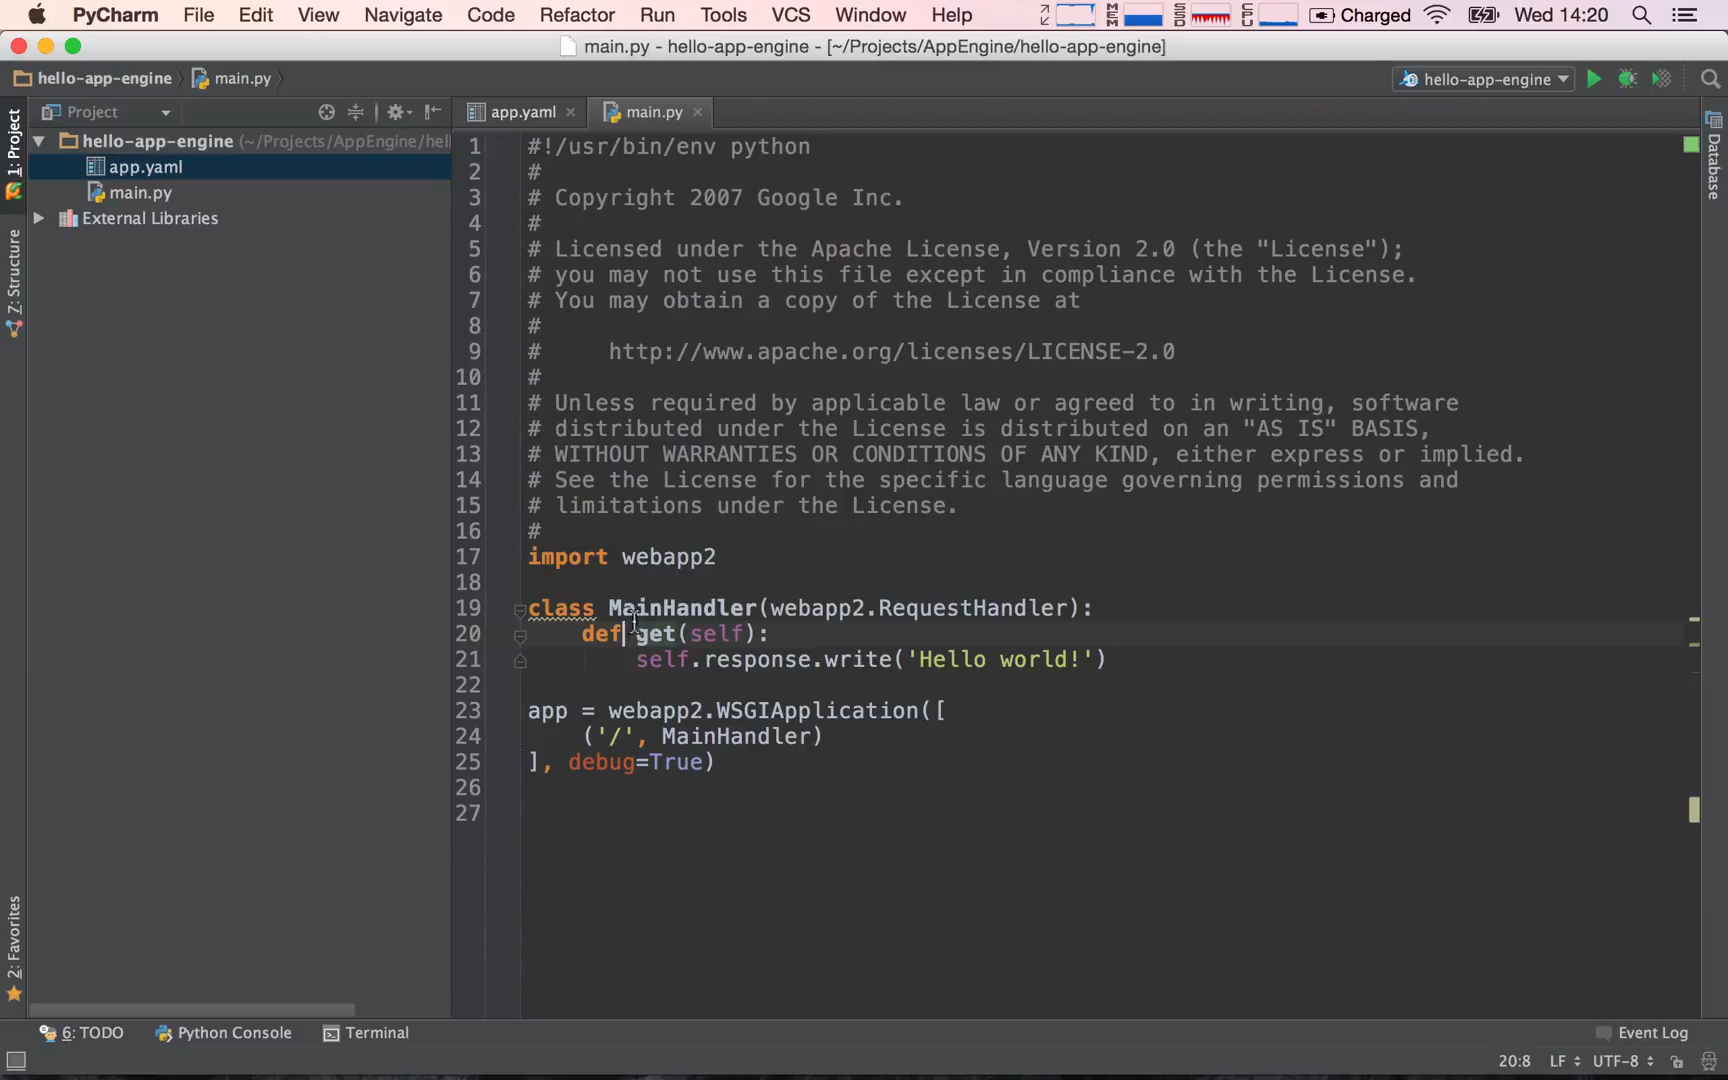 PyCharm File Edit View Navigate Code Refactor Run Tools VCS Window Help MEM SSD CPU Charged Wed 14:20
main.py - hello-app-engine - [~/Projects/AppEngine/hello-app-engine]
hello-app-engine main.py hello-app-engine
Project app.yaml main.py
hello-app-engine (~/Projects/AppEngine/hell
app.yaml
main.py
External Libraries
1: Project
Z: Structure
2: Favorites
Database
1 #!/usr/bin/env python
2 #
3 # Copyright 2007 Google Inc.
4 #
5 # Licensed under the Apache License, Version 2.0 (the "License");
6 # you may not use this file except in compliance with the License.
7 # You may obtain a copy of the License at
8 #
9 #     http://www.apache.org/licenses/LICENSE-2.0
10 #
11 # Unless required by applicable law or agreed to in writing, software
12 # distributed under the License is distributed on an "AS IS" BASIS,
13 # WITHOUT WARRANTIES OR CONDITIONS OF ANY KIND, either express or implied.
14 # See the License for the specific language governing permissions and
15 # limitations under the License.
16 #
17 import webapp2
18
19 class MainHandler(webapp2.RequestHandler):
20     def get(self):
21         self.response.write('Hello world!')
22
23 app = webapp2.WSGIApplication([
24     ('/', MainHandler)
25 ], debug=True)
26
27
6: TODO Python Console Terminal Event Log
20:8 LF UTF-8